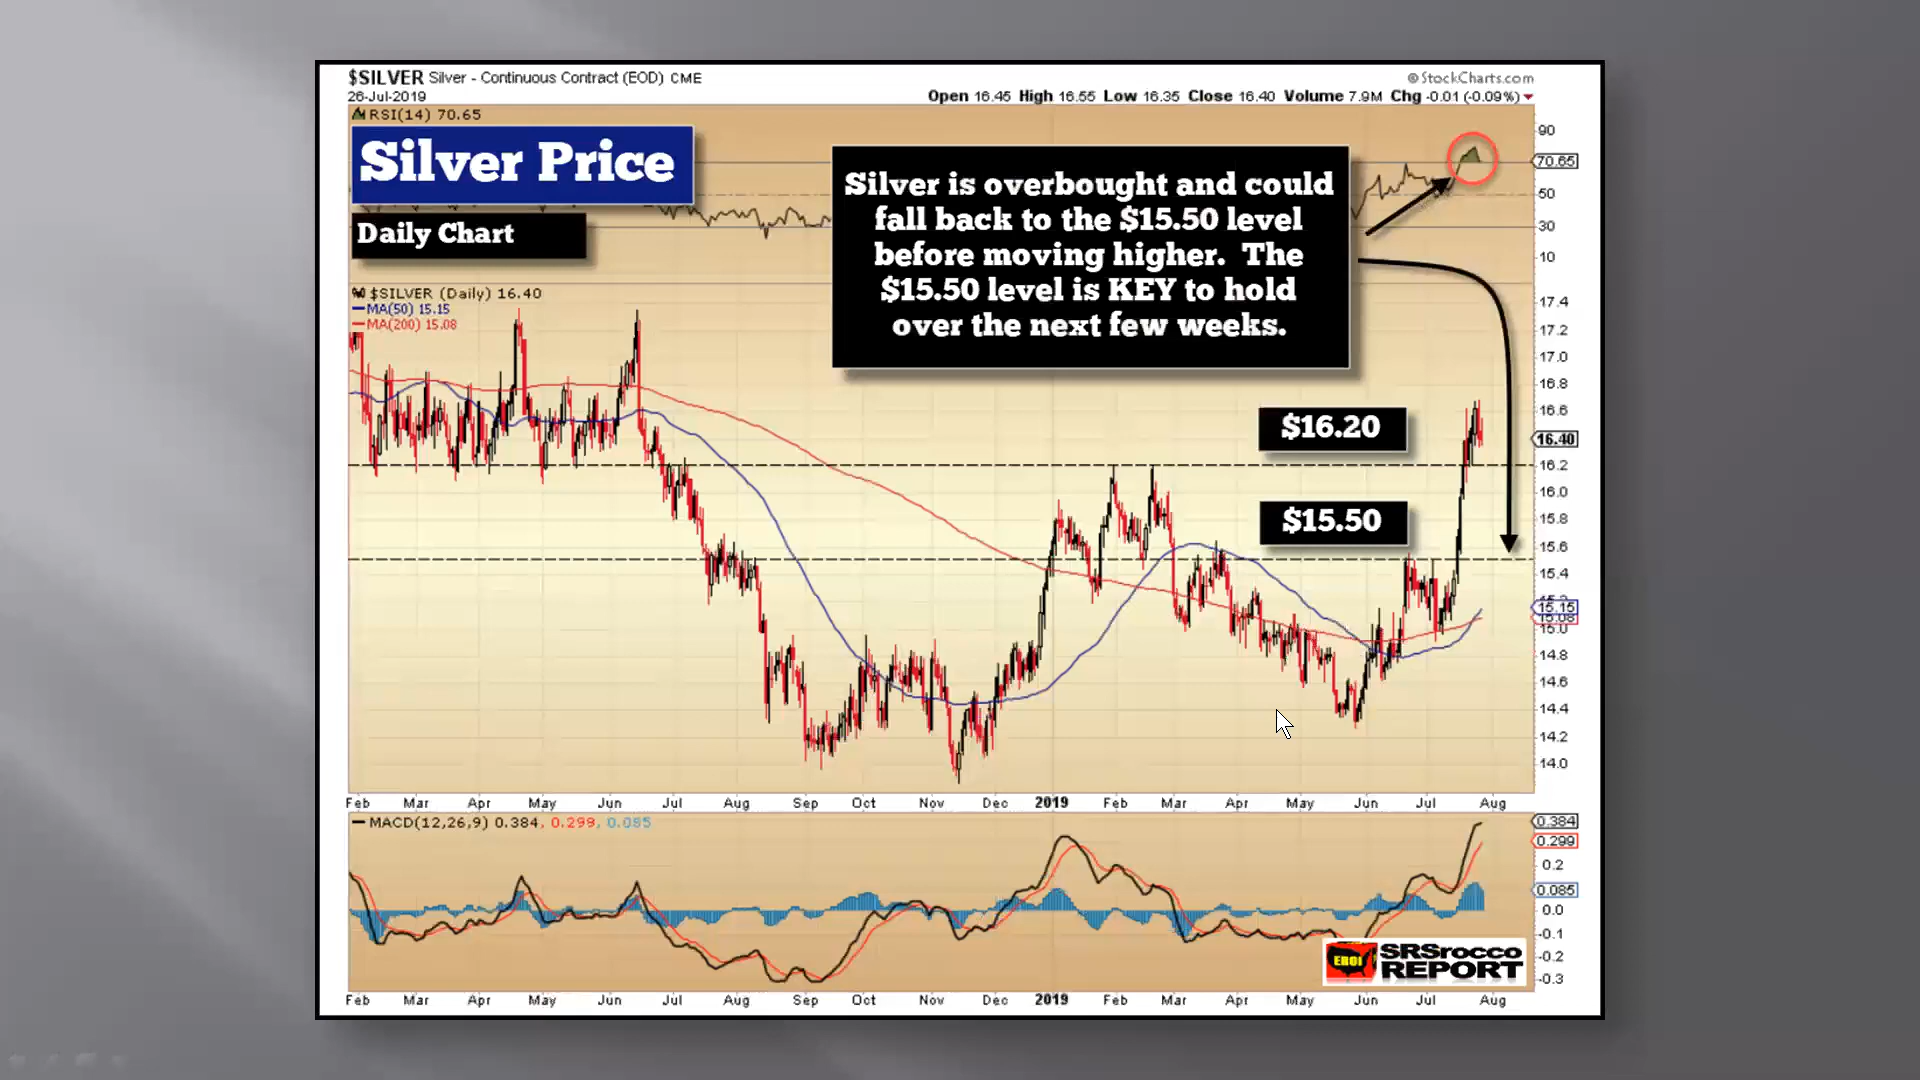 $SILVER Silver - Continuous Contract (EOD) CME
© StockCharts.com
26-Jul-2019
Open 16.45 High 16.55 Low 16.35 Close 16.40 Volume 7.9M Chg -0.01 (-0.09%)
RSI(14) 70.65
Silver Price
Daily Chart
Silver is overbought and could
fall back to the $15.50 level
before moving higher. The
$15.50 level is KEY to hold
over the next few weeks.
90
70.65
50
30
10
$SILVER (Daily) 16.40
MA(50) 15.15
MA(200) 15.08
17.4
17.2
17.0
16.8
16.6
16.40
16.2
16.0
15.8
15.6
15.4
15.15
15.08
15.0
14.8
14.6
14.4
14.2
14.0
$16.20
$15.50
Feb Mar Apr May Jun Jul Aug Sep Oct Nov Dec 2019 Feb Mar Apr May Jun Jul Aug
MACD(12,26,9) 0.384, 0.299, 0.085
0.384
0.299
0.2
0.085
0.0
-0.1
-0.2
-0.3
EROI
SRSrocco
REPORT
Feb Mar Apr May Jun Jul Aug Sep Oct Nov Dec 2019 Feb Mar Apr May Jun Jul Aug